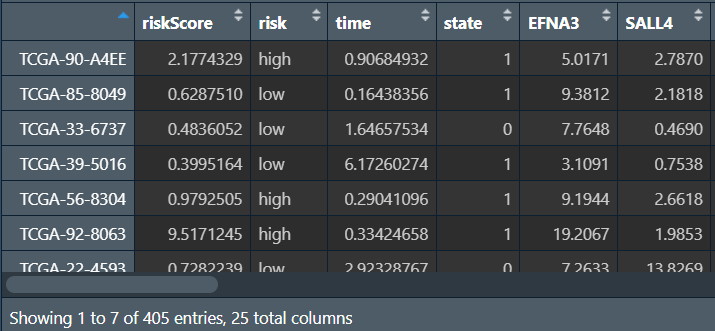 riskScore risk time state EFNA3 SALL4
TCGA-90-A4EE 2.1774329 high 0.90684932 1 5.0171 2.7870
TCGA-85-8049 0.6287510 low 0.16438356 1 9.3812 2.1818
TCGA-33-6737 0.4836052 low 1.64657534 0 7.7648 0.4690
TCGA-39-5016 0.3995164 low 6.17260274 1 3.1091 0.7538
TCGA-56-8304 0.9792505 high 0.29041096 1 9.1944 2.6618
TCGA-92-8063 9.5171245 high 0.33424658 1 19.2067 1.9853
TCGA-22-4593 0.7282239 low 2.92328767 0 7.2633 13.8269
Showing 1 to 7 of 405 entries, 25 total columns